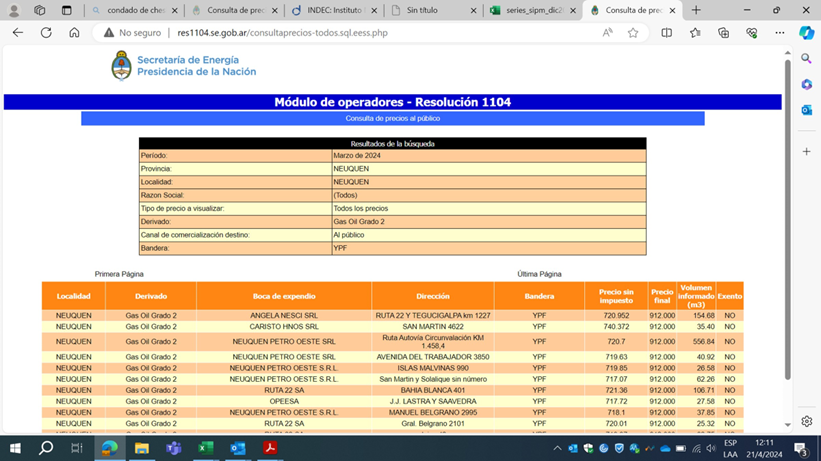 condado de ches
Consulta de prec
INDEC: Instituto
Sin título
series_sipm_dic2
Consulta de prec
No seguro
res1104.se.gob.ar/consultaprecios-todos.sql.eess.php
Secretaría de Energía
Presidencia de la Nación
Módulo de operadores - Resolución 1104
Consulta de precios al público
Resultados de la búsqueda
Período: Marzo de 2024
Provincia: NEUQUEN
Localidad: NEUQUEN
Razon Social: (Todos)
Tipo de precio a visualizar: Todos los precios
Derivado: Gas Oil Grado 2
Canal de comercialización destino: Al público
Bandera: YPF
Primera Página Última Página
Localidad Derivado Boca de expendio Dirección Bandera Precio sin impuesto Precio final Volumen informado (m3) Exento
NEUQUEN Gas Oil Grado 2 ANGELA NESCI SRL RUTA 22 Y TEGUCIGALPA km 1227 YPF 720.952 912.000 154.68 NO
NEUQUEN Gas Oil Grado 2 CARISTO HNOS SRL SAN MARTIN 4622 YPF 740.372 912.000 35.40 NO
NEUQUEN Gas Oil Grado 2 NEUQUEN PETRO OESTE SRL Ruta Autovía Circunvalación KM 1.458,4 YPF 720.7 912.000 556.84 NO
NEUQUEN Gas Oil Grado 2 NEUQUEN PETRO OESTE SRL AVENIDA DEL TRABAJADOR 3850 YPF 719.63 912.000 40.92 NO
NEUQUEN Gas Oil Grado 2 NEUQUEN PETRO OESTE S.R.L. ISLAS MALVINAS 990 YPF 719.85 912.000 26.58 NO
NEUQUEN Gas Oil Grado 2 NEUQUEN PETRO OESTE S.R.L. San Martin y Solalique sin número YPF 717.07 912.000 62.26 NO
NEUQUEN Gas Oil Grado 2 RUTA 22 SA BAHIA BLANCA 401 YPF 721.36 912.000 106.71 NO
NEUQUEN Gas Oil Grado 2 OPEESA J.J. LASTRA Y SAAVEDRA YPF 717.72 912.000 27.58 NO
NEUQUEN Gas Oil Grado 2 NEUQUEN PETRO OESTE S.R.L. MANUEL BELGRANO 2995 YPF 718.1 912.000 37.85 NO
NEUQUEN Gas Oil Grado 2 RUTA 22 SA Gral. Belgrano 2101 YPF 720.01 912.000 25.32 NO
ESP
LAA
12:11
21/4/2024